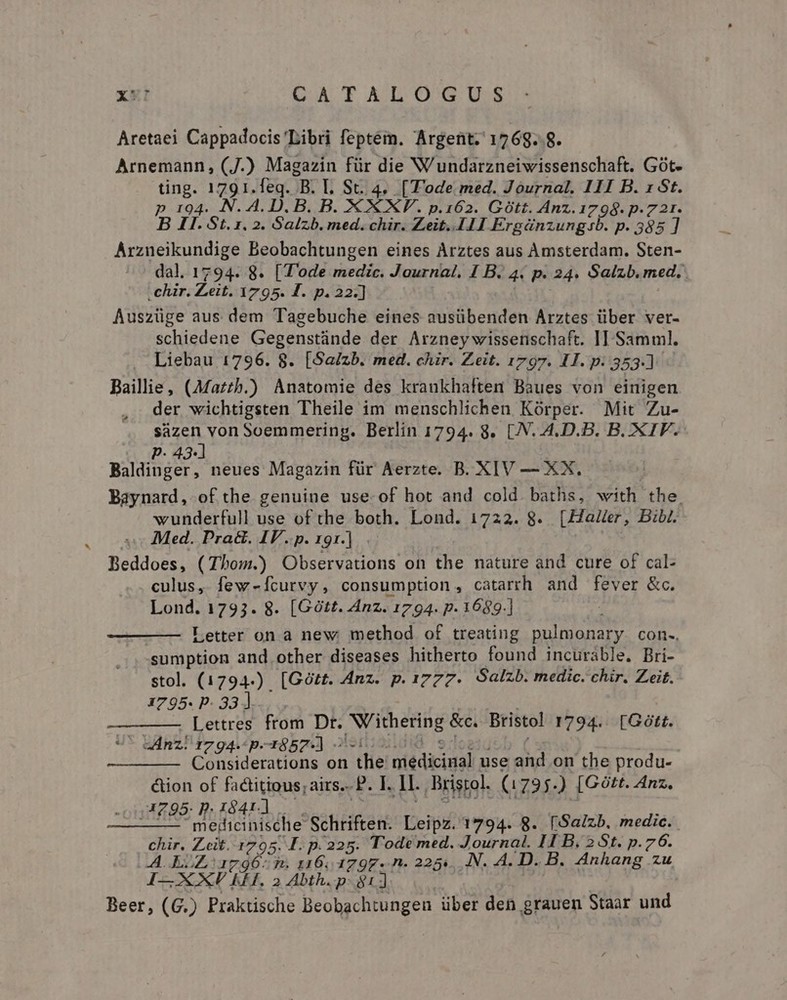 CATALOGUS
Aretaei Cappadocis Libri ſeptem. Argent. 1768. 8.
Arnemann, (J.) Magazin für die Wundarzneiwissenschaft. Göt-
ting. 1791. ſeq. B. I. St. 4. [Tode med. Journal. III B. 1 St.
p 194. N. A. D. B. B. XXXV. p. 162. Gött. Anz. 1798. p. 721.
B II. St. 1. 2. Salzb. med. chir. Zeit. III Ergänzungsb. p. 385 ]
Arzneikundige Beobachtungen eines Arztes aus Amsterdam. Sten-
dal. 1794. 8. [Tode medic. Journal. I B. 4. p. 24. Salzb. med.
chir. Zeit. 1795. I. p. 22.]
Auszüge aus dem Tagebuche eines ausübenden Arztes über ver-
schiedene Gegenstände der Arzneywissenschaft. II Samml.
Liebau 1796. 8. [Salzb. med. chir. Zeit. 1797. II. p. 353.]
Baillie, (Matth.) Anatomie des krankhaften Baues von einigen
der wichtigsten Theile im menschlichen Körper. Mit Zu-
säzen von Soemmering. Berlin 1794. 8. [N. A. D. B. B. XIV.
p. 43.]
Baldinger, neues Magazin für Aerzte. B. XIV — XX.
Baynard, of the genuine use of hot and cold baths, with the
wunderfull use of the both. Lond. 1722. 8. [Haller, Bibl.
Med. Pract. IV. p. 191.]
Beddoes, (Thom.) Observations on the nature and cure of cal-
culus, few-ſcurvy, consumption, catarrh and fever &c.
Lond. 1793. 8. [Gött. Anz. 1794. p. 1689.]
——— Letter on a new method of treating pulmonary con-
sumption and other diseases hitherto found incurable. Bri-
stol. (1794.) [Gött. Anz. p. 1777. Salzb. medic. chir. Zeit.
1795. p. 33 ].
——— Lettres from Dr. Withering &c. Bristol 1794. [Gött.
Anz. 1794. p. 1857.]
——— Considerations on the medicinal use and on the produ-
ction of factitious, airs. P. I. II. Bristol. (1795.) [Gött. Anz.
1795. p. 1841.]
——— medicinische Schriften. Leipz. 1794. 8. [Salzb. medic.
chir. Zeit. 1795. I. p. 225. Tode med. Journal. II B. 2 St. p. 76.
A. L. Z. 1796. n. 116. 1797. n. 225. N. A. D. B. Anhang zu
I—XXVIII. 2 Abth. p 81 ].
Beer, (G.) Praktische Beobachtungen über den grauen Staar und